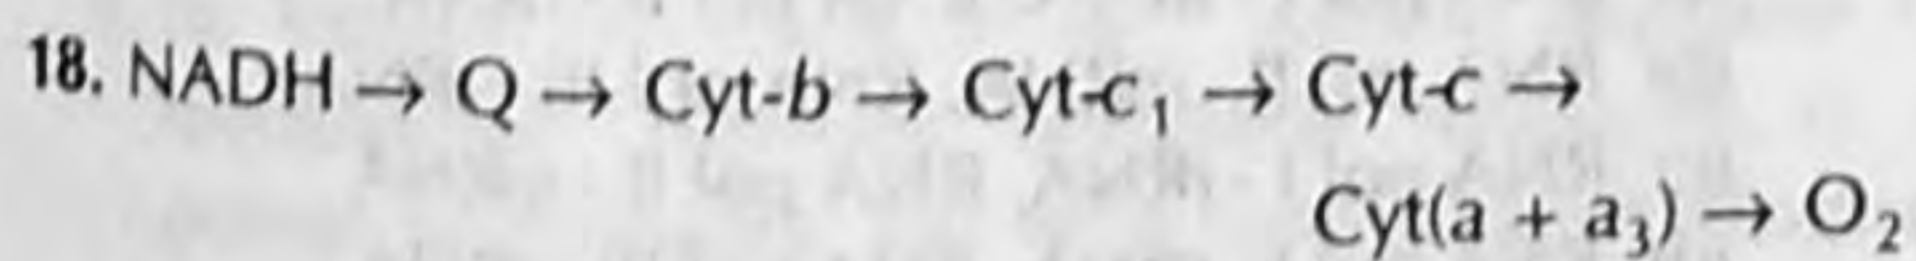 18. NADH → Q → Cyt-b → Cyt-c₁ → Cyt-c →
Cyt(a + a₃) → O₂